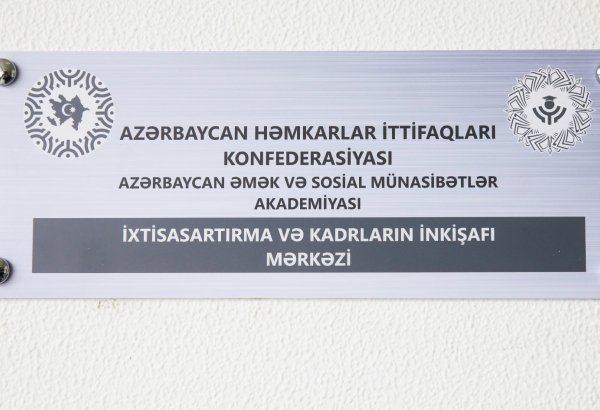 AZƏRBAYCAN HƏMKARLAR İTTİFAQLARI
KONFEDERASİYASI
AZƏRBAYCAN ƏMƏK VƏ SOSİAL MÜNASİBƏTLƏR
AKADEMİYASI
İXTİSASARTIRMA VƏ KADRLARIN İNKİŞAFI
MƏRKƏZİ